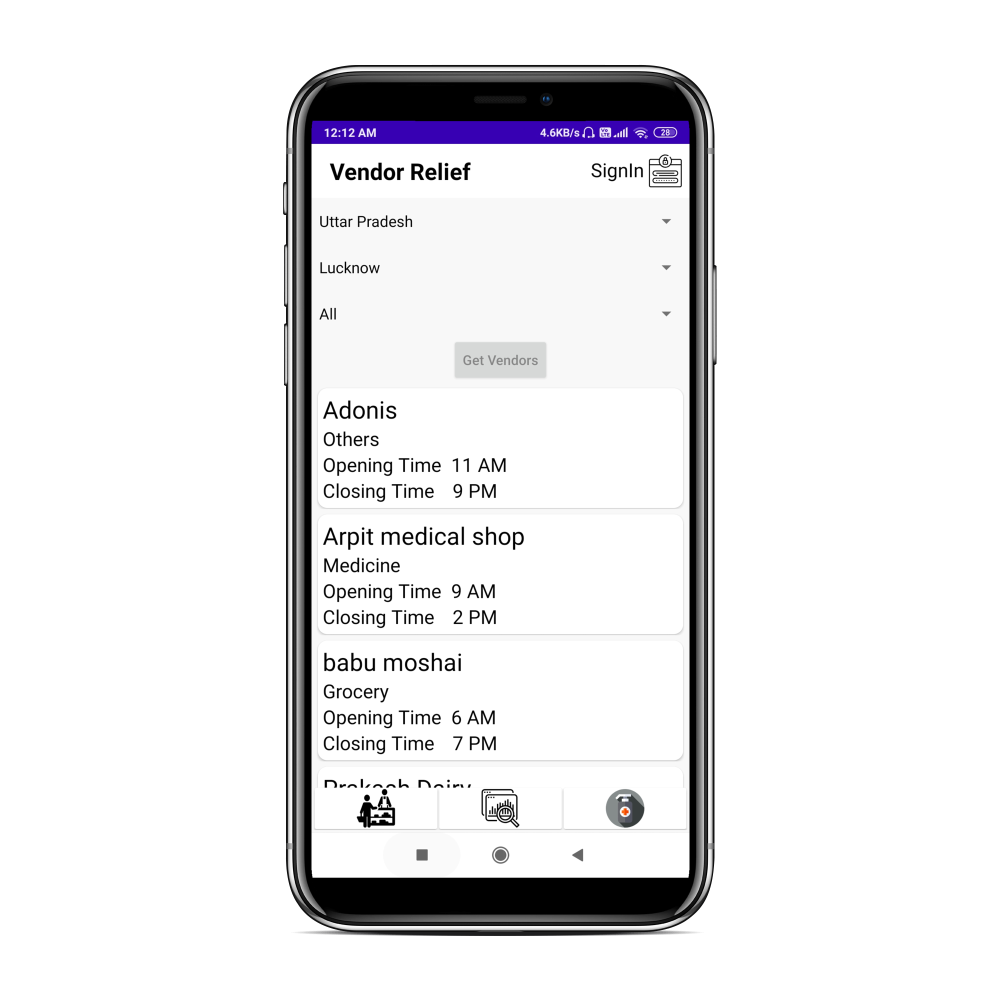 12:12 AM 4.6KB/s Vo LTE 28
Vendor Relief SignIn
Uttar Pradesh
Lucknow
All
Get Vendors
Adonis
Others
Opening Time 11 AM
Closing Time 9 PM
Arpit medical shop
Medicine
Opening Time 9 AM
Closing Time 2 PM
babu moshai
Grocery
Opening Time 6 AM
Closing Time 7 PM
Prakash Dairy